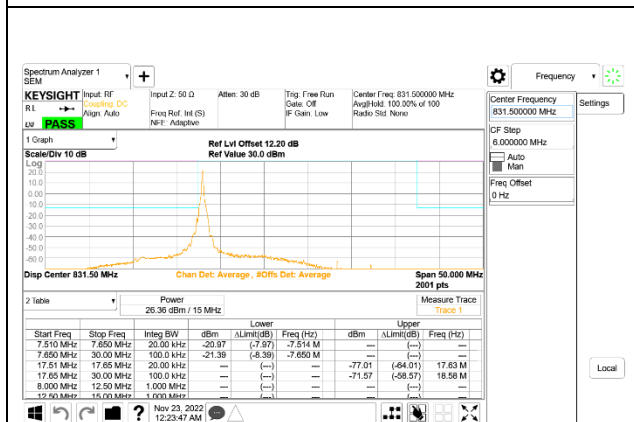 Spectrum Analyzer 1
SEM
Frequency
Settings
KEYSIGHT
R L
PASS
Input: RF
Coupling: DC
Align: Auto
Input Z: 50 Ω
Freq Ref: Int (S)
NFE: Adaptive
Atten: 30 dB
Trig: Free Run
Gate: Off
IF Gain: Low
Center Freq: 831.500000 MHz
Avg|Hold: 100.00% of 100
Radio Std: None
Center Frequency
831.500000 MHz
CF Step
6.000000 MHz
Auto
Man
Freq Offset
0 Hz
Local
1 Graph
Scale/Div 10 dB
Ref Lvl Offset 12.20 dB
Ref Value 30.0 dBm
Log
20.0
10.0
0.00
-10.0
-20.0
-30.0
-40.0
-50.0
-60.0
Disp Center 831.50 MHz
Chan Det: Average , #Offs Det: Average
Span 50.000 MHz
2001 pts
2 Table
Power
26.36 dBm / 15 MHz
Measure Trace
Trace 1
Lower Upper
Start Freq Stop Freq Integ BW dBm ΔLimit(dB) Freq (Hz) dBm ΔLimit(dB) Freq (Hz)
7.510 MHz 7.650 MHz 20.00 kHz -20.97 (-7.97) -7.514 M --- (---) ---
7.650 MHz 30.00 MHz 100.0 kHz -21.39 (-8.39) -7.650 M --- (---) ---
17.51 MHz 17.65 MHz 20.00 kHz --- (---) --- -77.01 (-64.01) 17.63 M
17.65 MHz 30.00 MHz 100.0 kHz --- (---) --- -71.57 (-58.57) 18.58 M
8.000 MHz 12.50 MHz 1.000 MHz --- (---) --- --- (---) ---
12.50 MHz 15.00 MHz 1.000 MHz --- (---) --- --- (---) ---
?
Nov 23, 2022
12:23:47 AM